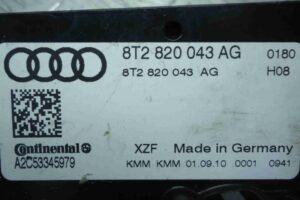 8T2 820 043 AG 0180
8T2 820 043 AG H08
Continental
A2C53345979
XZF Made in Germany
KMM KMM 01.09.10 0001 0941